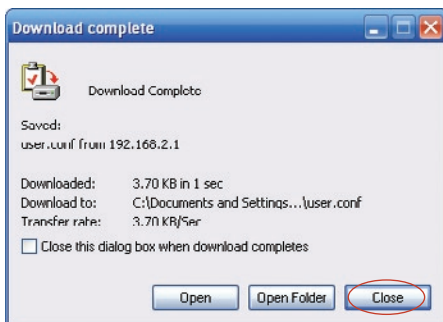 Download complete
Download Complete
Saved:
user.conf from 192.168.2.1
Downloaded: 3.70 KB in 1 sec
Download to: C:\Documents and Settings...\user.conf
Transfer rate: 3.70 KB/Sec
Close this dialog box when download completes
Open Open Folder Close